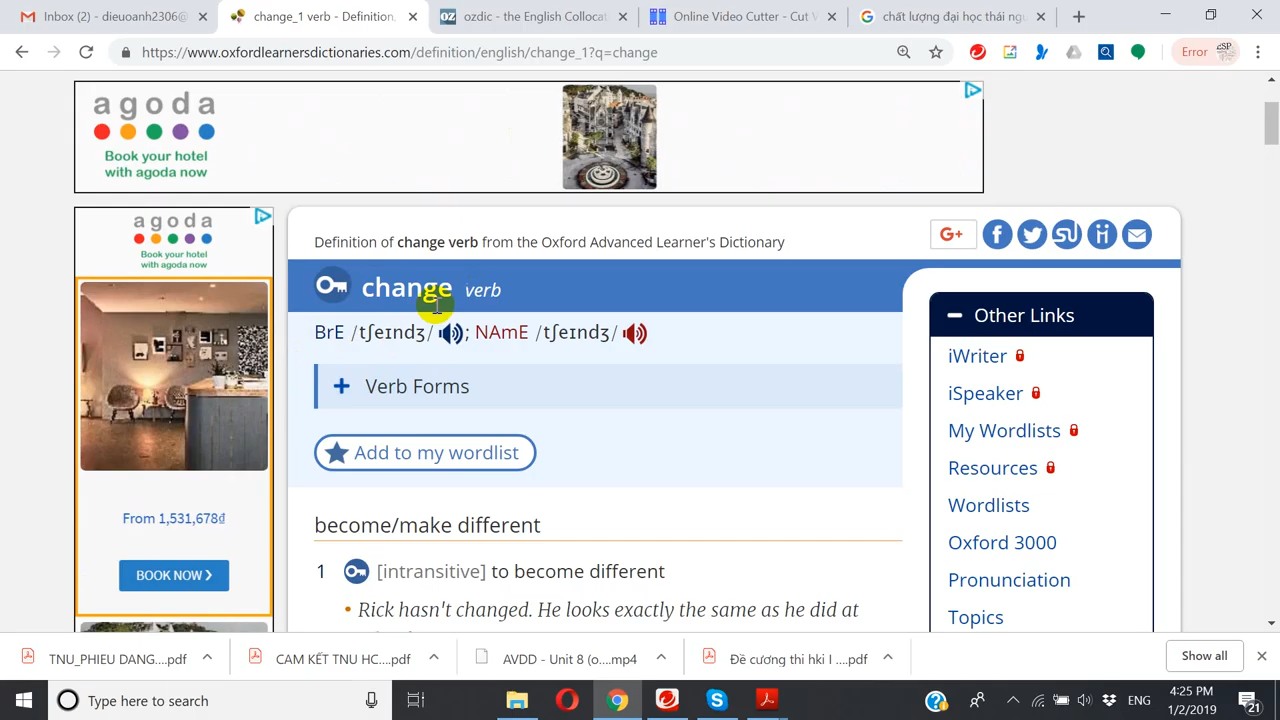 Inbox (2) - dieuoanh2306@
change_1 verb - Definition,
ozdic - the English Collocat
Online Video Cutter - Cut V
chất lượng đại học thái ngu
https://www.oxfordlearnersdictionaries.com/definition/english/change_1?q=change
Error
agoda
Book your hotel
with agoda now
agoda
Book your hotel
with agoda now
From 1,531,678₫
BOOK NOW
Definition of change verb from the Oxford Advanced Learner's Dictionary
G+
change verb
BrE /tʃeɪndʒ/ ; NAmE /tʃeɪndʒ/
+ Verb Forms
Add to my wordlist
become/make different
1 [intransitive] to become different
• Rick hasn't changed. He looks exactly the same as he did at
Other Links
iWriter
iSpeaker
My Wordlists
Resources
Wordlists
Oxford 3000
Pronunciation
Topics
TNU_PHIEU DANG....pdf
CAM KẾT TNU HC....pdf
AVDD - Unit 8 (o....mp4
Đề cương thi hki I ....pdf
Show all
Type here to search
ENG
4:25 PM
1/2/2019
21